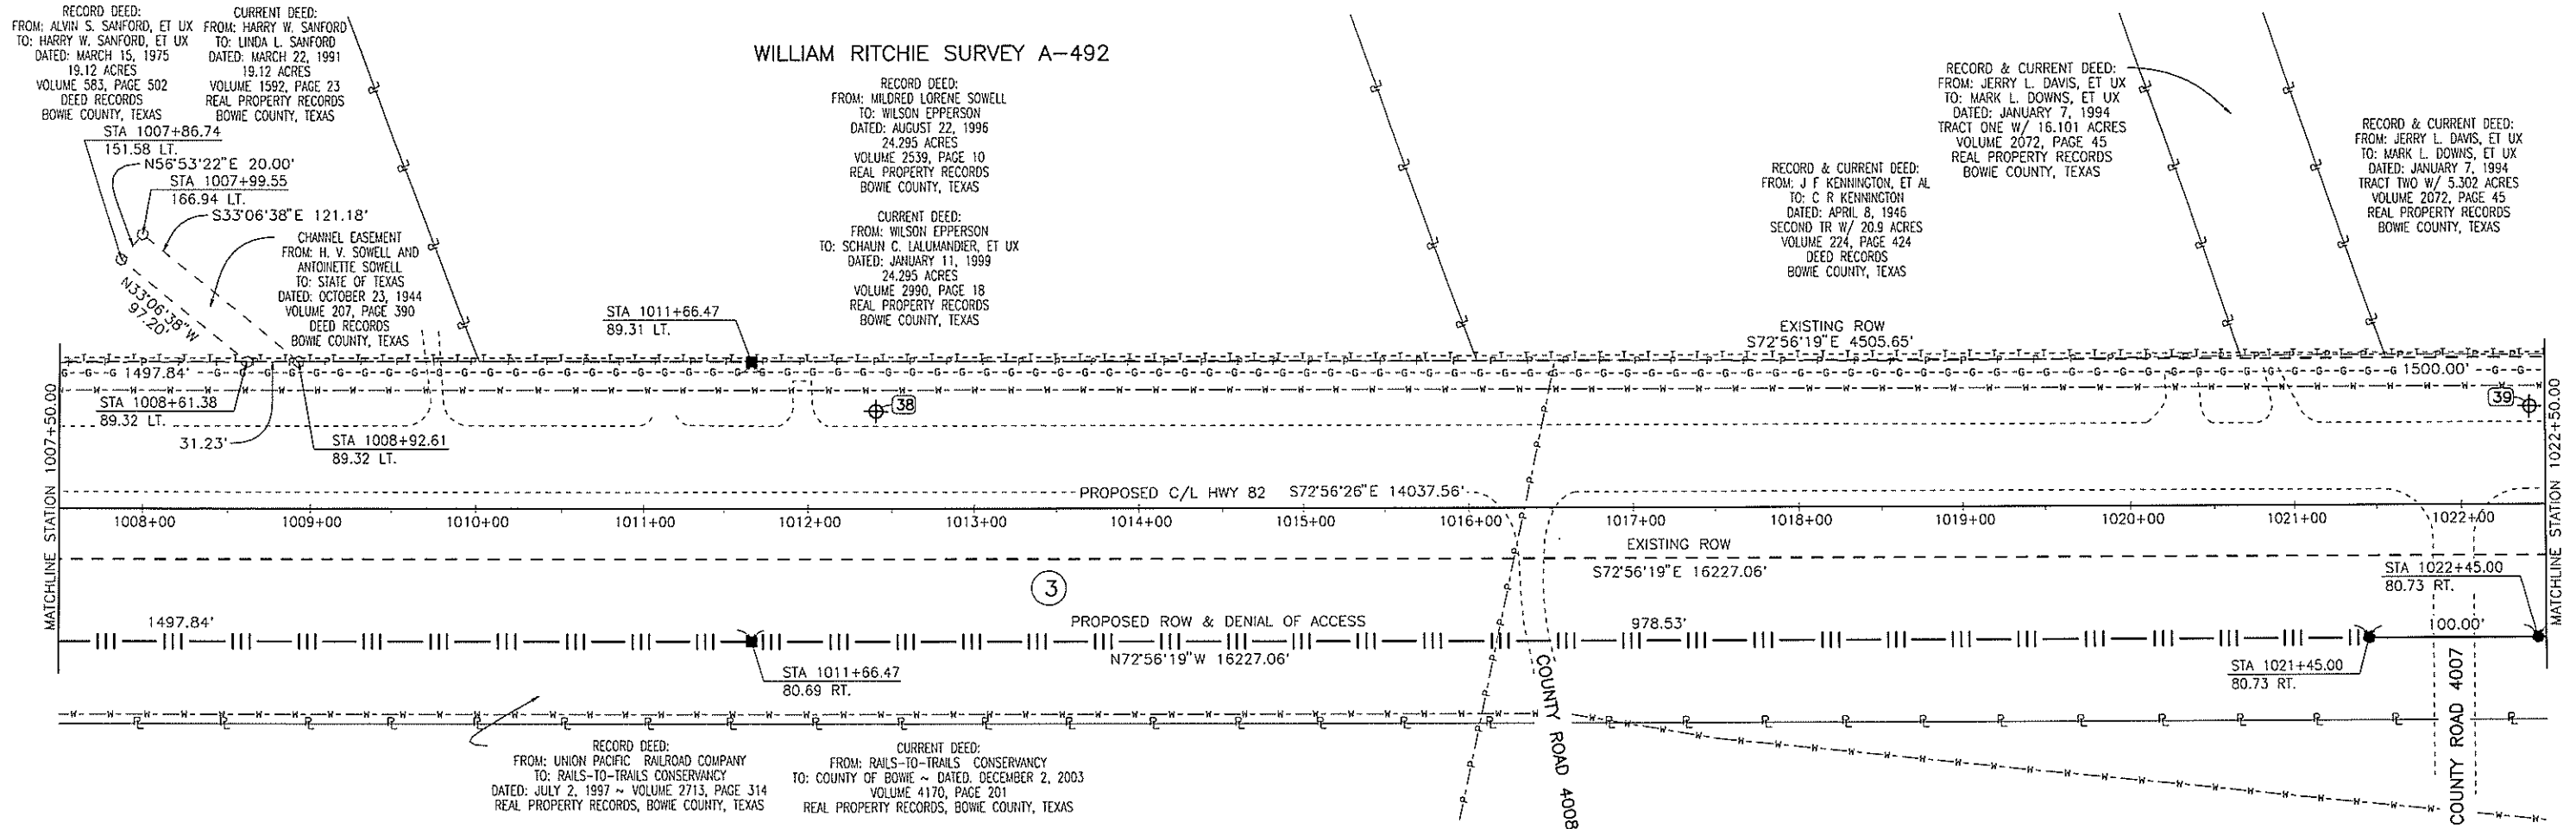 RECORD DEED:
FROM: ALVIN S. SANFORD, ET UX
TO: HARRY W. SANFORD, ET UX
DATED: MARCH 15, 1975
19.12 ACRES
VOLUME 583, PAGE 502
DEED RECORDS
BOWIE COUNTY, TEXAS
CURRENT DEED:
FROM: HARRY W. SANFORD
TO: LINDA L. SANFORD
DATED: MARCH 22, 1991
19.12 ACRES
VOLUME 1592, PAGE 23
REAL PROPERTY RECORDS
BOWIE COUNTY, TEXAS
STA 1007+86.74
151.58 LT.
N56°53'22"E 20.00'
STA 1007+99.55
166.94 LT.
S33°06'38"E 121.18'
CHANNEL EASEMENT
FROM: H. V. SOWELL AND
ANTOINETTE SOWELL
TO: STATE OF TEXAS
DATED: OCTOBER 23, 1944
VOLUME 207, PAGE 390
DEED RECORDS
BOWIE COUNTY, TEXAS
N33°06'38"W
97.20'
WILLIAM RITCHIE SURVEY A-492
RECORD DEED:
FROM: MILDRED LORENE SOWELL
TO: WILSON EPPERSON
DATED: AUGUST 22, 1996
24.295 ACRES
VOLUME 2539, PAGE 10
REAL PROPERTY RECORDS
BOWIE COUNTY, TEXAS
CURRENT DEED:
FROM: WILSON EPPERSON
TO: SCHAUN C. LALUMANDIER, ET UX
DATED: JANUARY 11, 1999
24.295 ACRES
VOLUME 2990, PAGE 18
REAL PROPERTY RECORDS
BOWIE COUNTY, TEXAS
STA 1011+66.47
89.31 LT.
RECORD & CURRENT DEED:
FROM: J F KENNINGTON, ET AL
TO: C R KENNINGTON
DATED: APRIL 8, 1946
SECOND TR W/ 20.9 ACRES
VOLUME 224, PAGE 424
DEED RECORDS
BOWIE COUNTY, TEXAS
RECORD & CURRENT DEED:
FROM: JERRY L. DAVIS, ET UX
TO: MARK L. DOWNS, ET UX
DATED: JANUARY 7, 1994
TRACT ONE W/ 16.101 ACRES
VOLUME 2072, PAGE 45
REAL PROPERTY RECORDS
BOWIE COUNTY, TEXAS
RECORD & CURRENT DEED:
FROM: JERRY L. DAVIS, ET UX
TO: MARK L. DOWNS, ET UX
DATED: JANUARY 7, 1994
TRACT TWO W/ 5.302 ACRES
VOLUME 2072, PAGE 45
REAL PROPERTY RECORDS
BOWIE COUNTY, TEXAS
EXISTING ROW
S72°56'19"E 4505.65'
1497.84'
1500.00'
STA 1008+61.38
89.32 LT.
31.23'
STA 1008+92.61
89.32 LT.
38
39
MATCHLINE STATION 1007+50.00
MATCHLINE STATION 1022+50.00
PROPOSED C/L HWY 82 S72°56'26"E 14037.56'
1008+00 1009+00 1010+00 1011+00 1012+00 1013+00 1014+00 1015+00 1016+00 1017+00 1018+00 1019+00 1020+00 1021+00 1022+00
EXISTING ROW
S72°56'19"E 16227.06'
3
STA 1022+45.00
80.73 RT.
1497.84'
PROPOSED ROW & DENIAL OF ACCESS
978.53'
100.00'
N72°56'19"W 16227.06'
STA 1011+66.47
80.69 RT.
STA 1021+45.00
80.73 RT.
COUNTY ROAD 4008
COUNTY ROAD 4007
RECORD DEED:
FROM: UNION PACIFIC RAILROAD COMPANY
TO: RAILS-TO-TRAILS CONSERVANCY
DATED: JULY 2, 1997 ~ VOLUME 2713, PAGE 314
REAL PROPERTY RECORDS, BOWIE COUNTY, TEXAS
CURRENT DEED:
FROM: RAILS-TO-TRAILS CONSERVANCY
TO: COUNTY OF BOWIE ~ DATED. DECEMBER 2, 2003
VOLUME 4170, PAGE 201
REAL PROPERTY RECORDS, BOWIE COUNTY, TEXAS